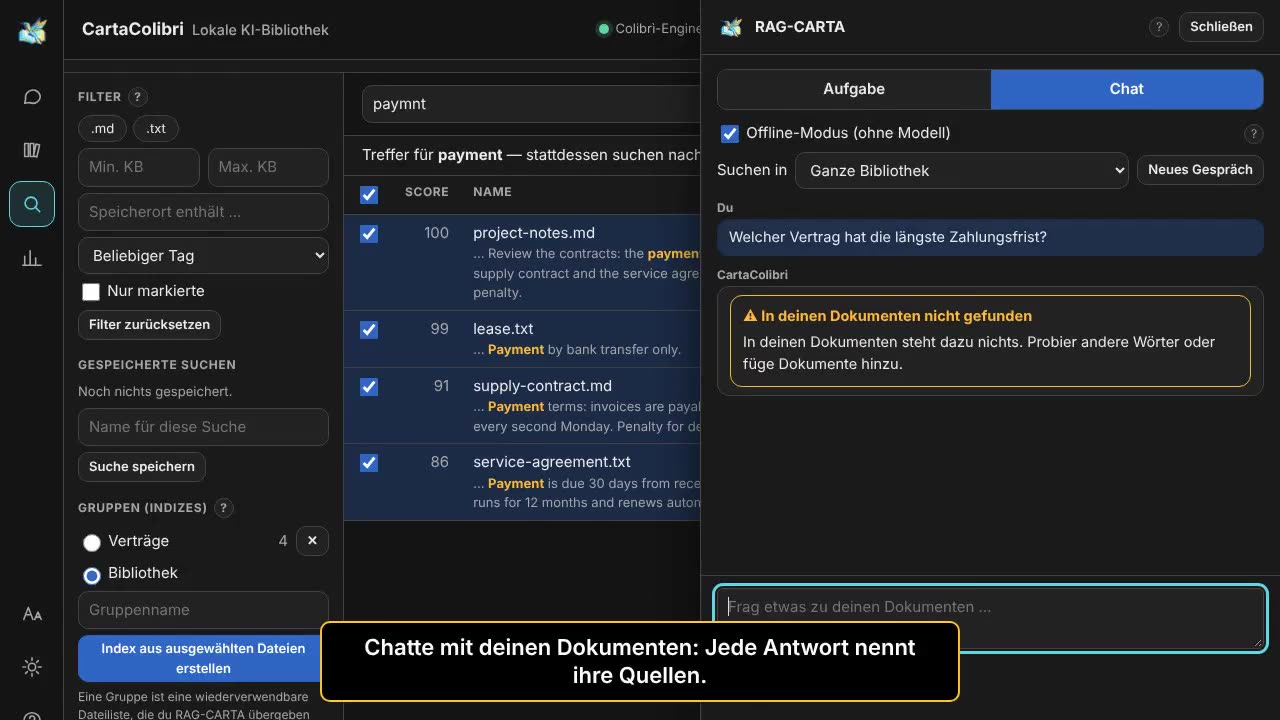 CartaColibri Lokale KI-Bibliothek
Colibrì-Engine
FILTER ?
.md .txt
Min. KB Max. KB
Speicherort enthält ...
Beliebiger Tag
Nur markierte
Filter zurücksetzen
GESPEICHERTE SUCHEN
Noch nichts gespeichert.
Name für diese Suche
Suche speichern
GRUPPEN (INDIZES) ?
Verträge 4 ✕
Bibliothek
Gruppenname
Index aus ausgewählten Dateien
erstellen
Eine Gruppe ist eine wiederverwendbare
Dateiliste, die du RAG-CARTA übergeben
paymnt
Treffer für payment — stattdessen suchen nach
SCORE NAME
100 project-notes.md
... Review the contracts: the paymen
supply contract and the service agre
penalty.
99 lease.txt
... Payment by bank transfer only.
91 supply-contract.md
... Payment terms: invoices are payal
every second Monday. Penalty for de
86 service-agreement.txt
... Payment is due 30 days from rece
runs for 12 months and renews auton
RAG-CARTA ? Schließen
Aufgabe Chat
Offline-Modus (ohne Modell) ?
Suchen in Ganze Bibliothek Neues Gespräch
Du
Welcher Vertrag hat die längste Zahlungsfrist?
CartaColibri
⚠ In deinen Dokumenten nicht gefunden
In deinen Dokumenten steht dazu nichts. Probier andere Wörter oder
füge Dokumente hinzu.
Frag etwas zu deinen Dokumenten ...
Chatte mit deinen Dokumenten: Jede Antwort nennt
ihre Quellen.
AA